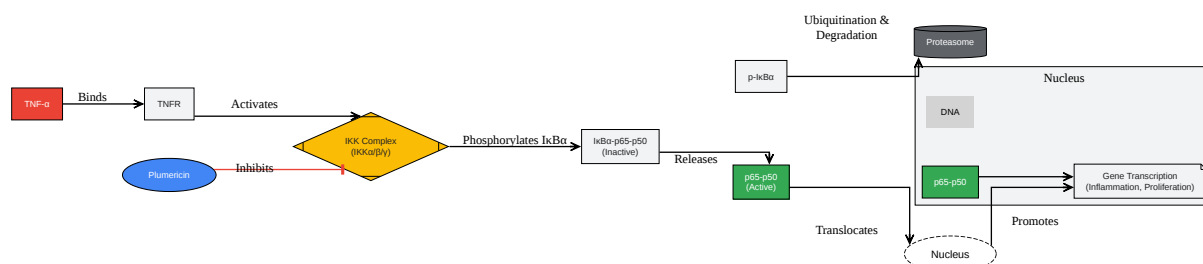 TNF-α
Binds
TNFR
Activates
IKK Complex
(IKKα/β/γ)
Plumericin
Inhibits
Phosphorylates IκBα
IκBα-p65-p50
(Inactive)
Releases
p65-p50
(Active)
p-IκBα
Ubiquitination &
Degradation
Proteasome
Nucleus
DNA
p65-p50
Gene Transcription
(Inflammation, Proliferation)
Translocates
Nucleus
Promotes